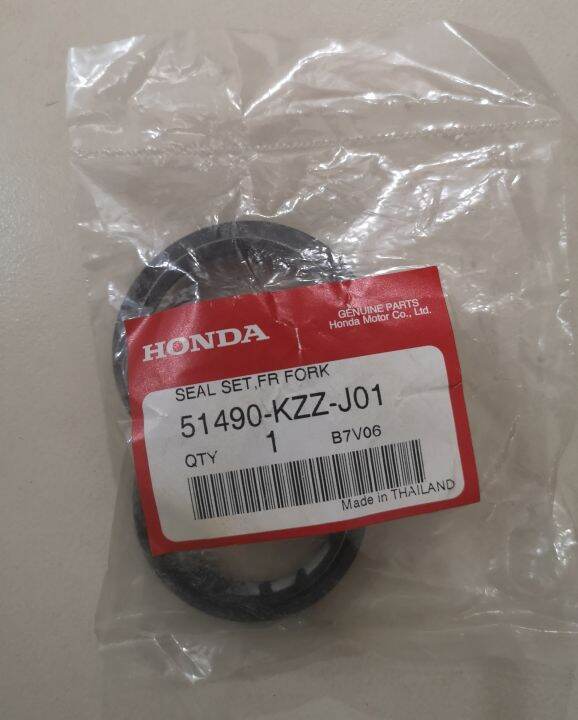 GENUINE PARTS
HONDA Honda Motor Co., Ltd.
SEAL SET,FR FORK
51490-KZZ-J01
QTY 1 B7V06
Made in THAILAND